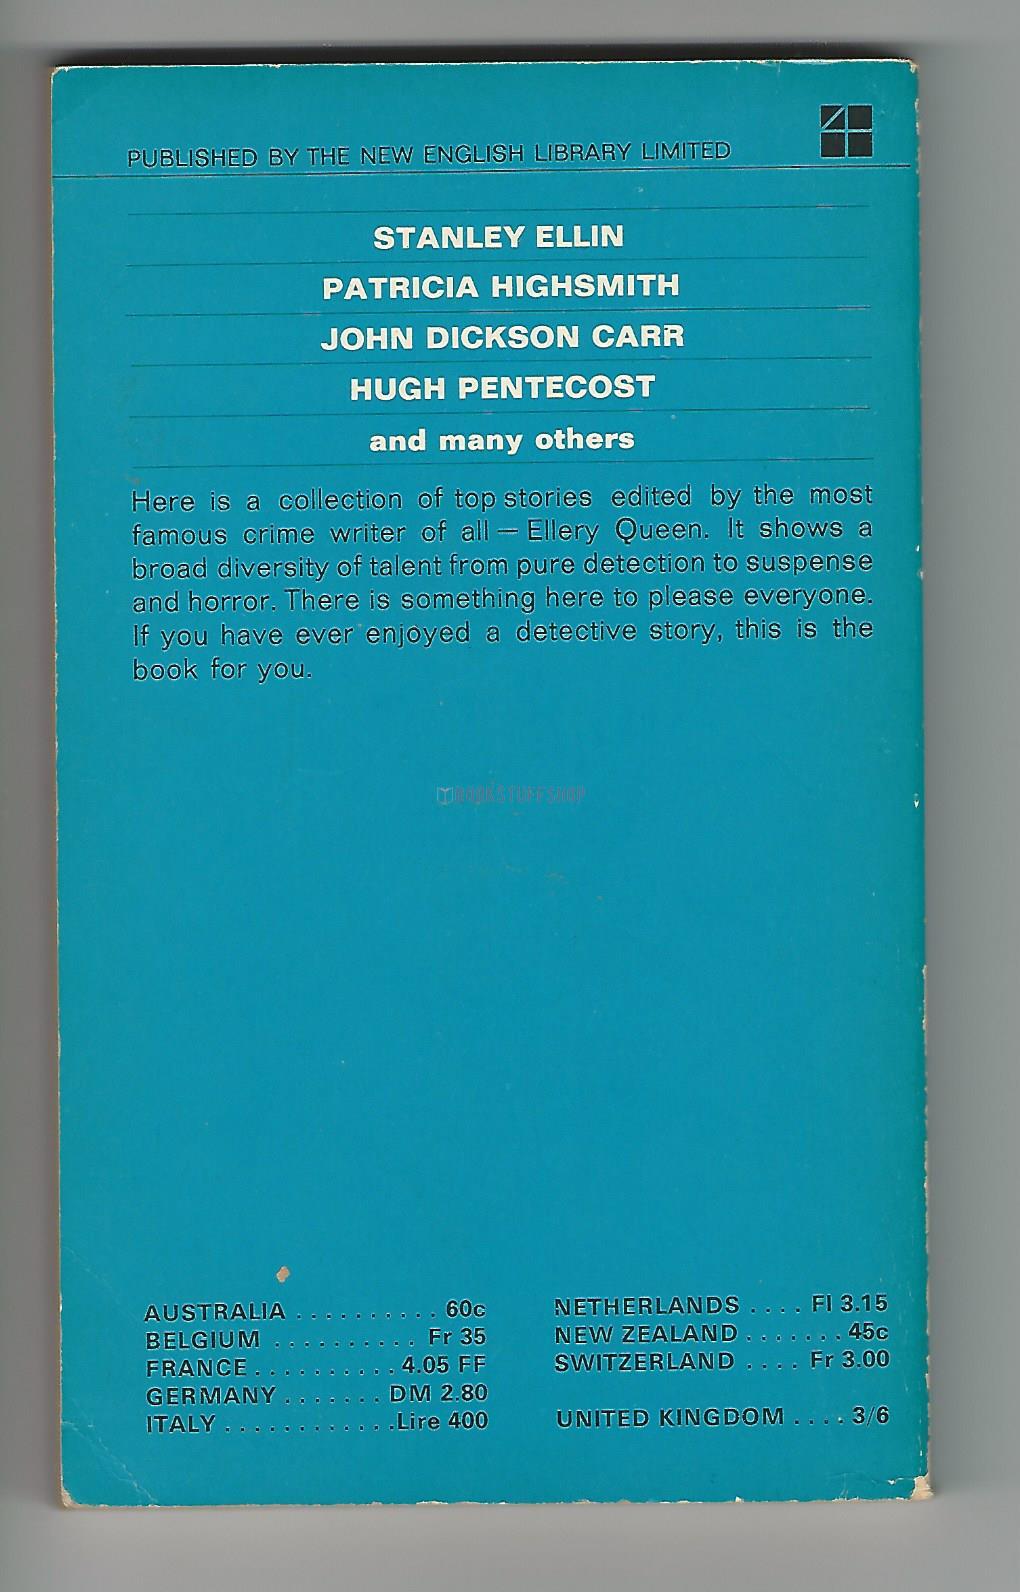 PUBLISHED BY THE NEW ENGLISH LIBRARY LIMITED
STANLEY ELLIN
PATRICIA HIGHSMITH
JOHN DICKSON CARR
HUGH PENTECOST
and many others
Here is a collection of top stories edited by the most
famous crime writer of all — Ellery Queen. It shows a
broad diversity of talent from pure detection to suspense
and horror. There is something here to please everyone.
If you have ever enjoyed a detective story, this is the
book for you.
BOOKSTUFFSHOP
AUSTRALIA . . . . . . . . . . 60c
BELGIUM . . . . . . . . . . Fr 35
FRANCE . . . . . . . . . . 4.05 FF
GERMANY . . . . . . . DM 2.80
ITALY . . . . . . . . . . . . .Lire 400
NETHERLANDS . . . . Fl 3.15
NEW ZEALAND . . . . . . . 45c
SWITZERLAND . . . . Fr 3.00
UNITED KINGDOM . . . . 3/6